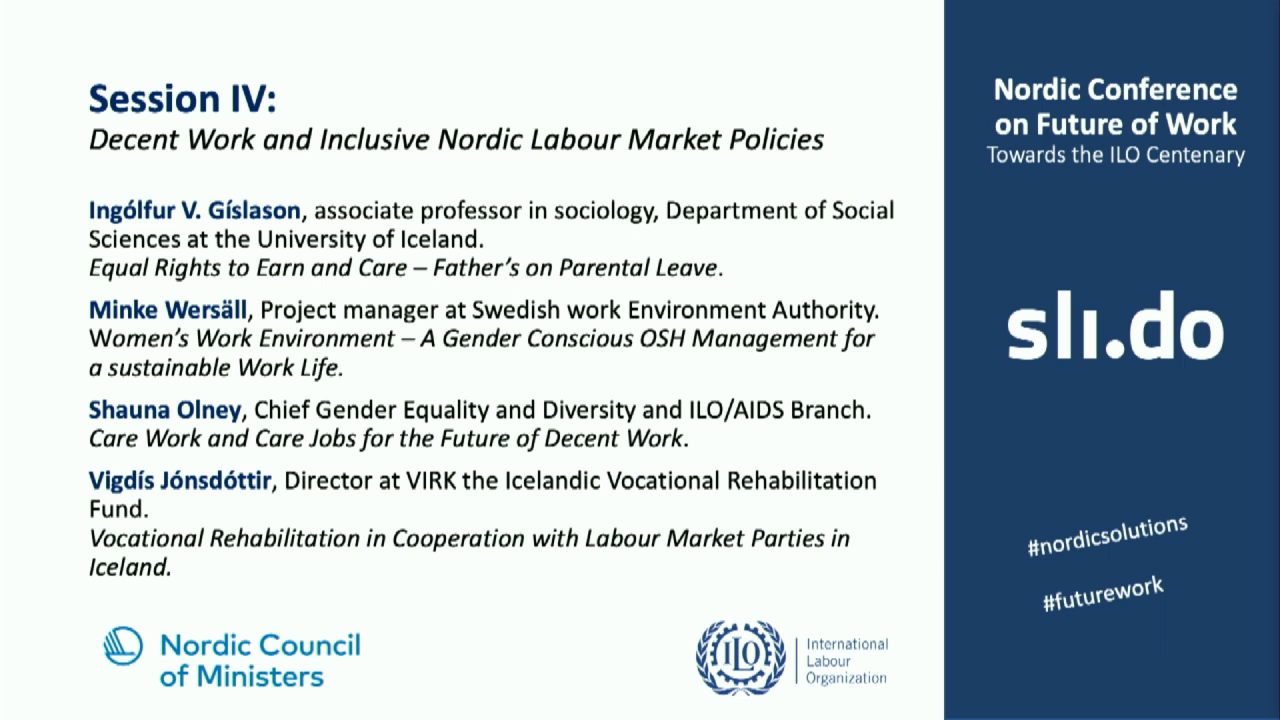 Session IV:
Decent Work and Inclusive Nordic Labour Market Policies
Ingólfur V. Gíslason, associate professor in sociology, Department of Social
Sciences at the University of Iceland.
Equal Rights to Earn and Care – Father's on Parental Leave.
Minke Wersäll, Project manager at Swedish work Environment Authority.
Women's Work Environment – A Gender Conscious OSH Management for
a sustainable Work Life.
Shauna Olney, Chief Gender Equality and Diversity and ILO/AIDS Branch.
Care Work and Care Jobs for the Future of Decent Work.
Vigdís Jónsdóttir, Director at VIRK the Icelandic Vocational Rehabilitation
Fund.
Vocational Rehabilitation in Cooperation with Labour Market Parties in
Iceland.
Nordic Council
of Ministers
ILO
International
Labour
Organization
Nordic Conference
on Future of Work
Towards the ILO Centenary
slı.do
#nordicsolutions
#futurework